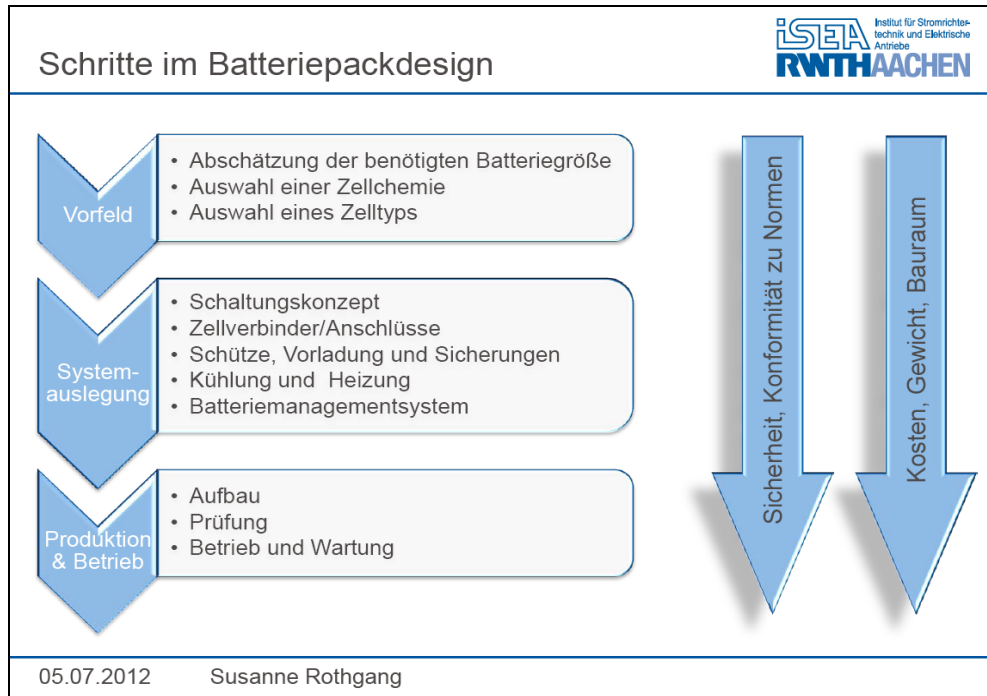 Schritte im Batteriepackdesign
iSEA
Institut für Stromrichter-
technik und Elektrische
Antriebe
RWTHAACHEN
Vorfeld
• Abschätzung der benötigten Batteriegröße
• Auswahl einer Zellchemie
• Auswahl eines Zelltyps
System-
auslegung
• Schaltungskonzept
• Zellverbinder/Anschlüsse
• Schütze, Vorladung und Sicherungen
• Kühlung und Heizung
• Batteriemanagementsystem
Produktion
& Betrieb
• Aufbau
• Prüfung
• Betrieb und Wartung
Sicherheit, Konformität zu Normen
Kosten, Gewicht, Bauraum
05.07.2012 Susanne Rothgang